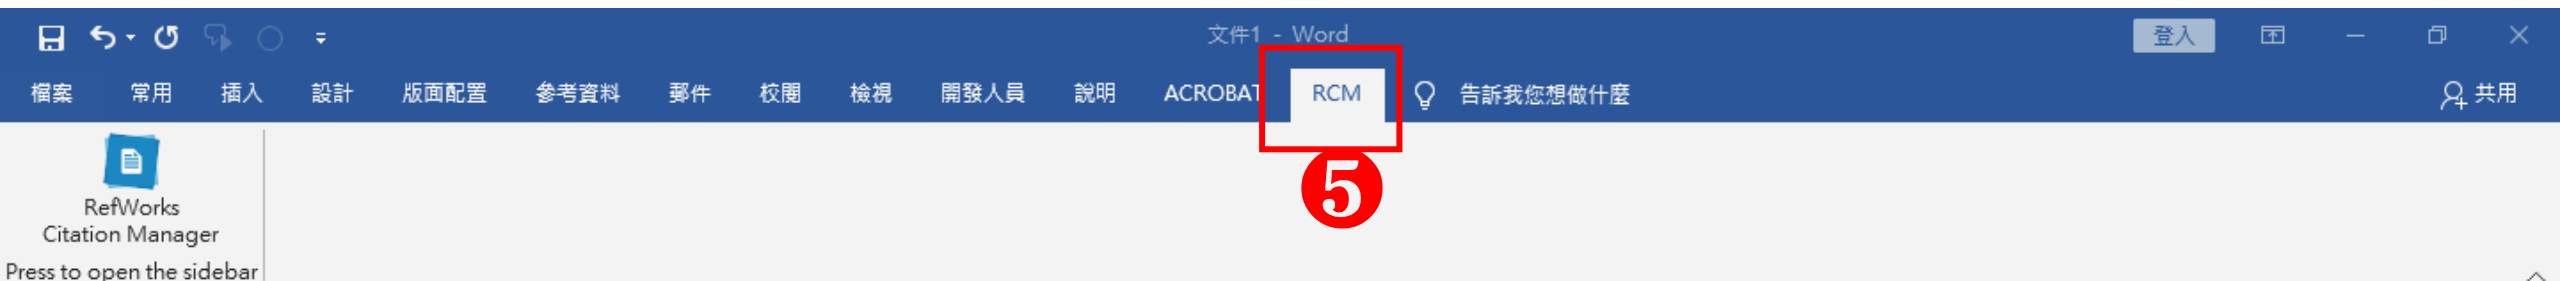 文件1 - Word
登入
檔案 常用 插入 設計 版面配置 參考資料 郵件 校閱 檢視 開發人員 說明 ACROBAT RCM 告訴我您想做什麼 共用
5
RefWorks
Citation Manager
Press to open the sidebar